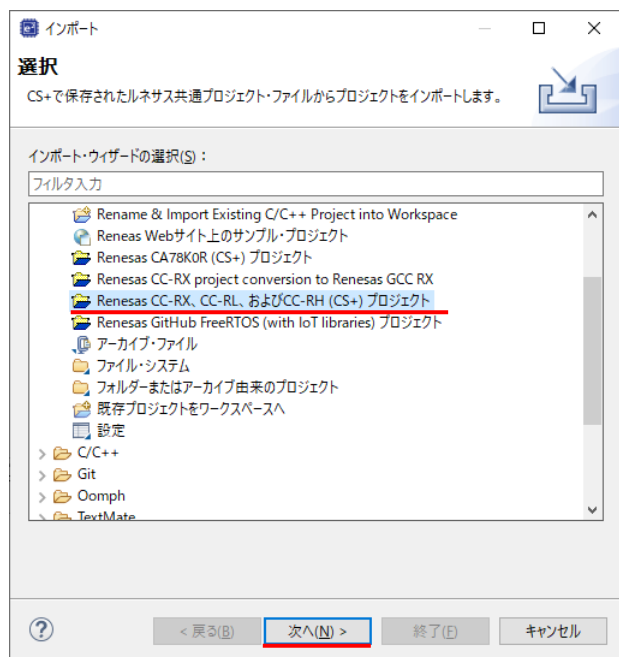 インポート
選択
CS+で保存されたルネサス共通プロジェクト・ファイルからプロジェクトをインポートします。
インポート・ウィザードの選択(S)：
フィルタ入力
Rename & Import Existing C/C++ Project into Workspace
Reneas Webサイト上のサンプル・プロジェクト
Renesas CA78K0R (CS+) プロジェクト
Renesas CC-RX project conversion to Renesas GCC RX
Renesas CC-RX、CC-RL、およびCC-RH (CS+) プロジェクト
Renesas GitHub FreeRTOS (with IoT libraries) プロジェクト
アーカイブ・ファイル
ファイル・システム
フォルダーまたはアーカイブ由来のプロジェクト
既存プロジェクトをワークスペースへ
設定
C/C++
Git
Oomph
TextMate
< 戻る(B) 次へ(N) > 終了(F) キャンセル